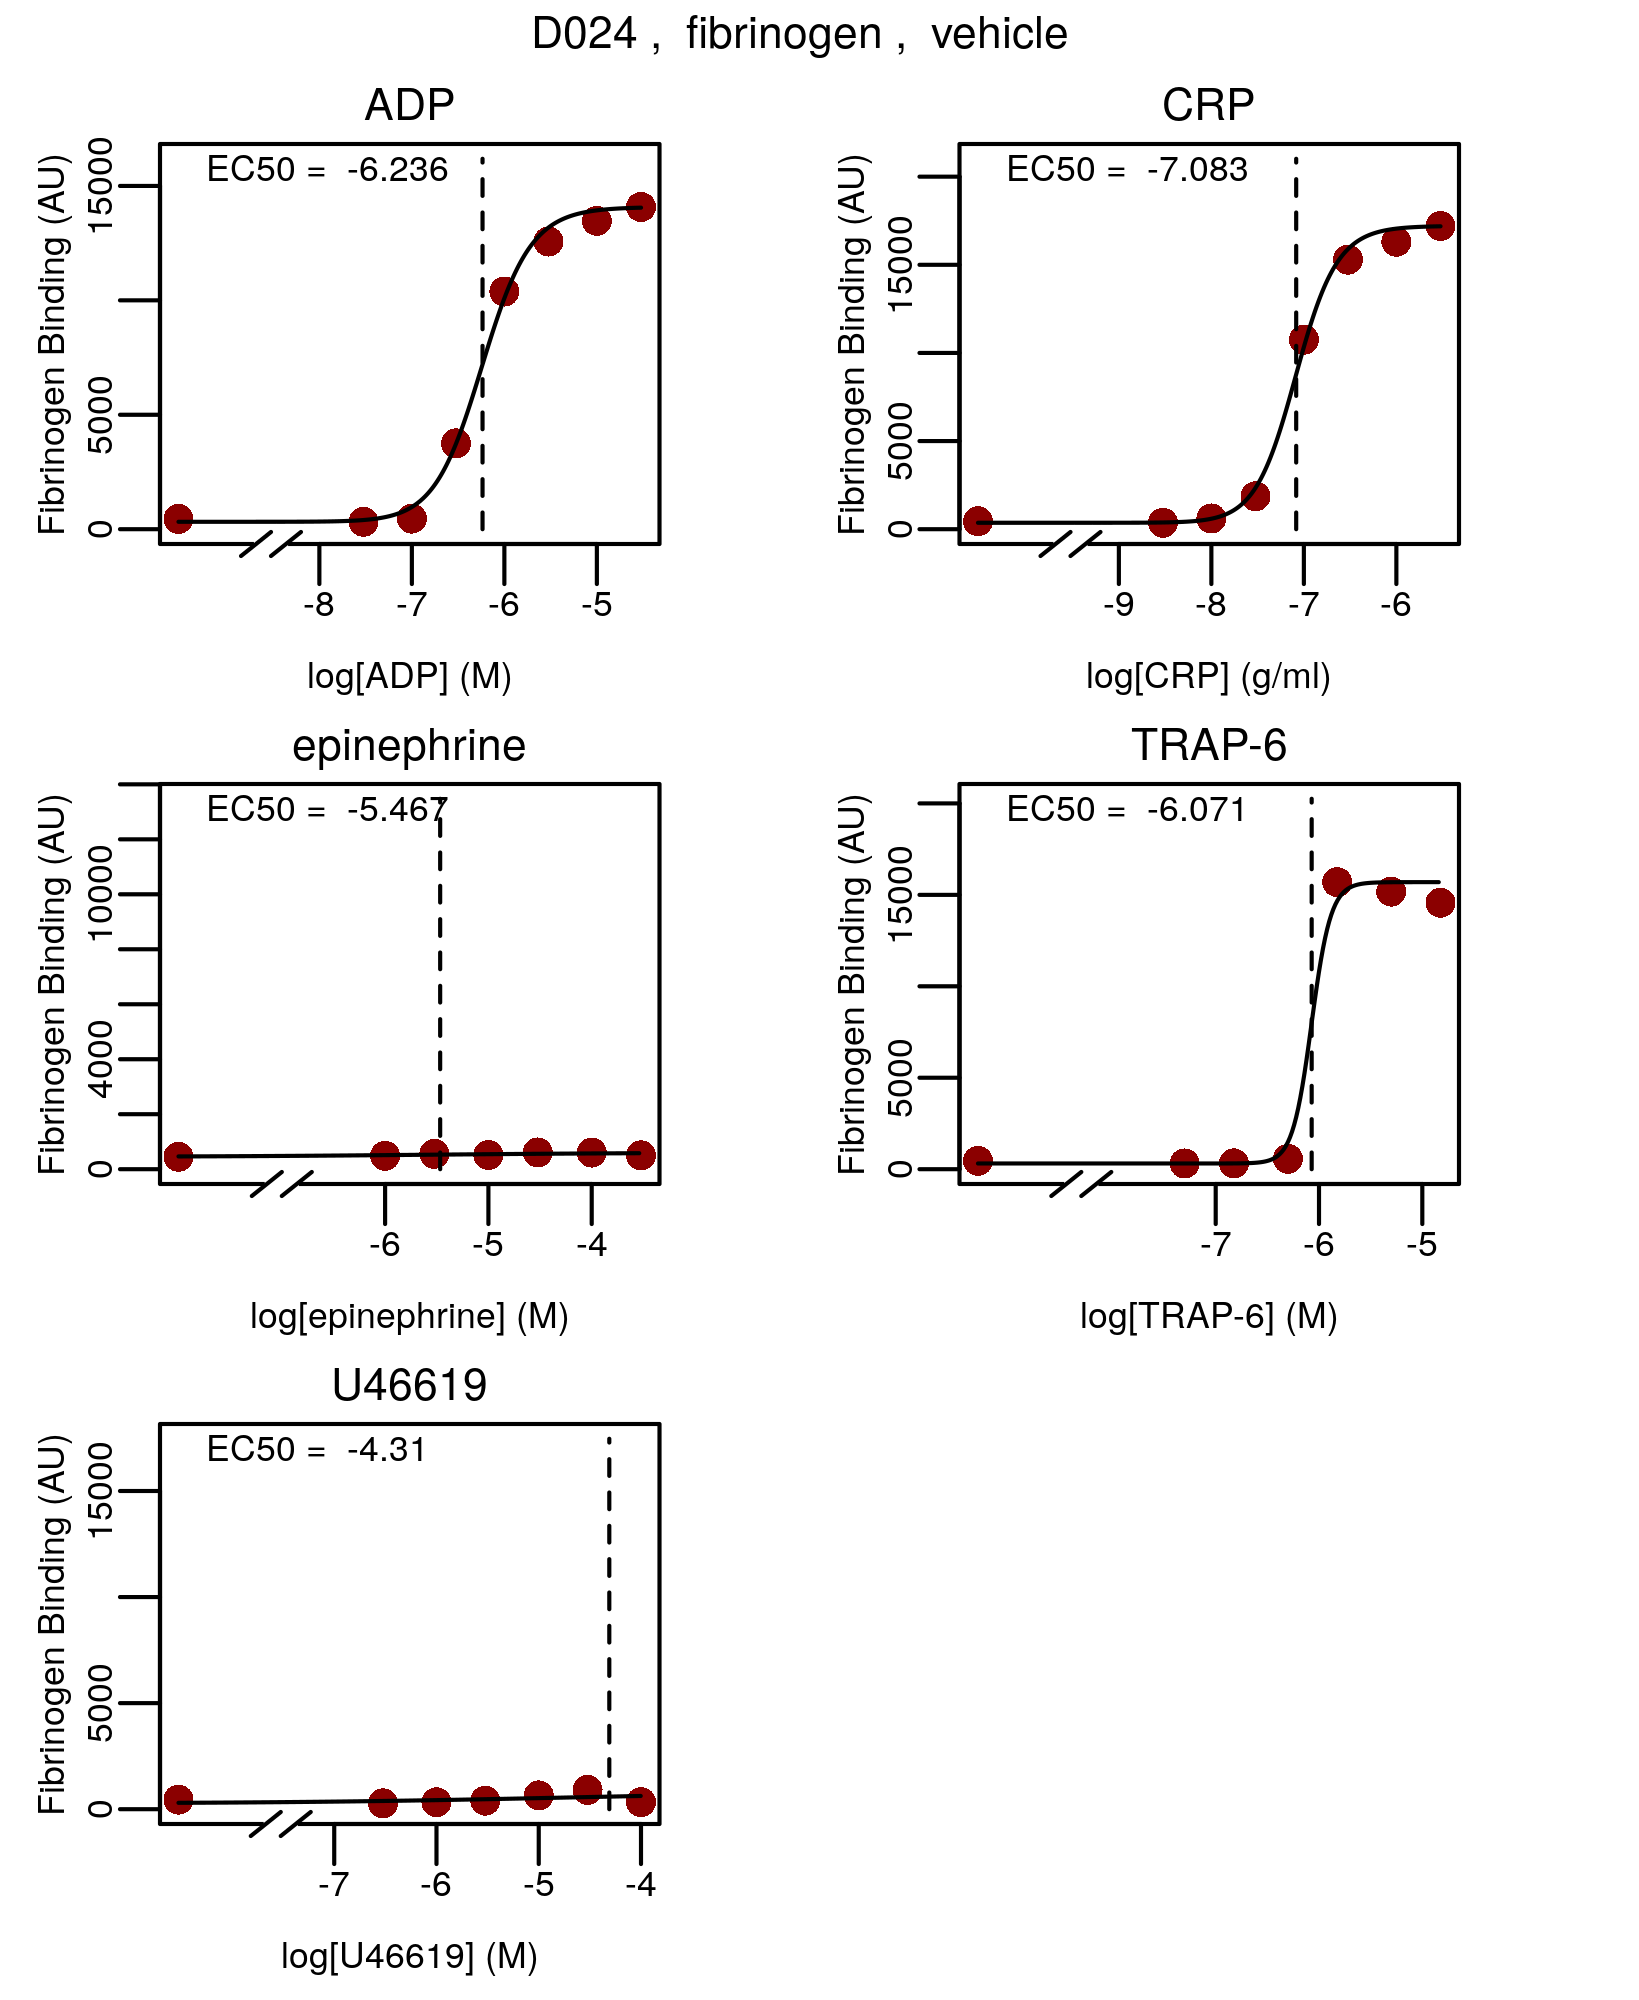 D024 ,  fibrinogen ,  vehicle
ADP
EC50 =  -6.236
Fibrinogen Binding (AU)
0 5000 15000
-8 -7 -6 -5
log[ADP] (M)
CRP
EC50 =  -7.083
Fibrinogen Binding (AU)
0 5000 15000
-9 -8 -7 -6
log[CRP] (g/ml)
epinephrine
EC50 =  -5.467
Fibrinogen Binding (AU)
0 4000 10000
-6 -5 -4
log[epinephrine] (M)
TRAP-6
EC50 =  -6.071
Fibrinogen Binding (AU)
0 5000 15000
-7 -6 -5
log[TRAP-6] (M)
U46619
EC50 =  -4.31
Fibrinogen Binding (AU)
0 5000 15000
-7 -6 -5 -4
log[U46619] (M)